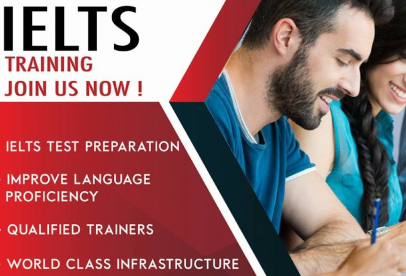 IELTS
TRAINING
JOIN US NOW !
IELTS TEST PREPARATION
IMPROVE LANGUAGE
PROFICIENCY
QUALIFIED TRAINERS
WORLD CLASS INFRASTRUCTURE